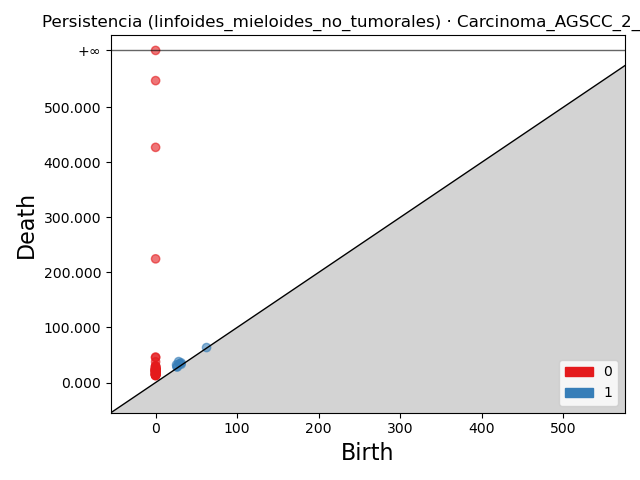 Persistencia (linfoides_mieloides_no_tumorales) · Carcinoma_AGSCC_2_
+∞
500.000
400.000
300.000
200.000
100.000
0.000
Death
0
1
0 100 200 300 400 500
Birth